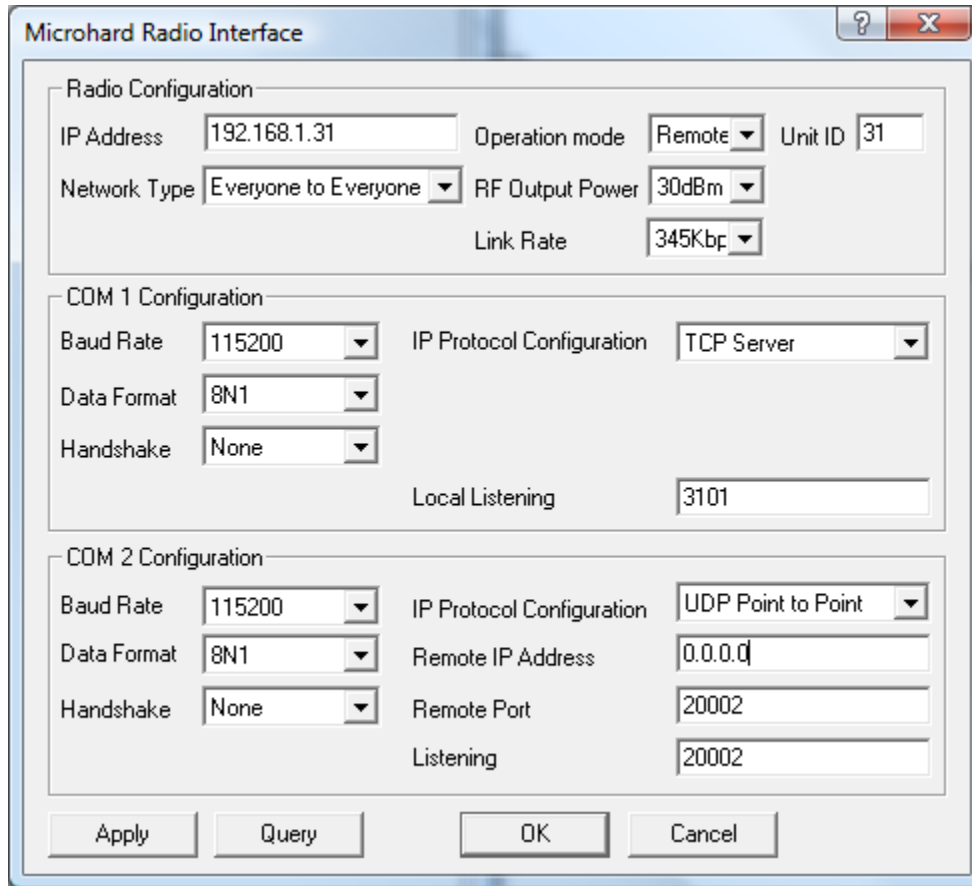 Microhard Radio Interface
?
Radio Configuration
IP Address 192.168.1.31 Operation mode Remote Unit ID 31
Network Type Everyone to Everyone RF Output Power 30dBm
Link Rate 345Kbp
COM 1 Configuration
Baud Rate 115200 IP Protocol Configuration TCP Server
Data Format 8N1
Handshake None
Local Listening 3101
COM 2 Configuration
Baud Rate 115200 IP Protocol Configuration UDP Point to Point
Data Format 8N1 Remote IP Address 0.0.0.0
Handshake None Remote Port 20002
Listening 20002
Apply Query OK Cancel